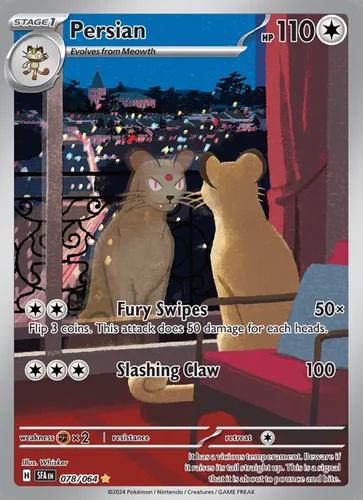 STAGE1 Persian HP 110
Evolves from Meowth
Fury Swipes 50×
Flip 3 coins. This attack does 50 damage for each heads.
Slashing Claw 100
weakness ×2 resistance retreat
Illus. Whisker
It has a vicious temperament. Beware if
it raises its tail straight up. This is a signal
that it is about to pounce and bite.
H SFA EN 078/064
©2024 Pokémon / Nintendo / Creatures / GAME FREAK